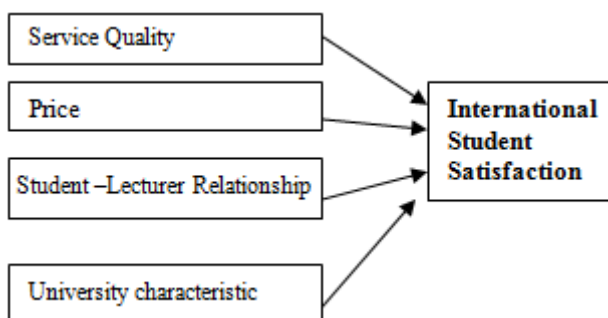 Service Quality
Price
Student –Lecturer Relationship
University characteristic
International
Student
Satisfaction